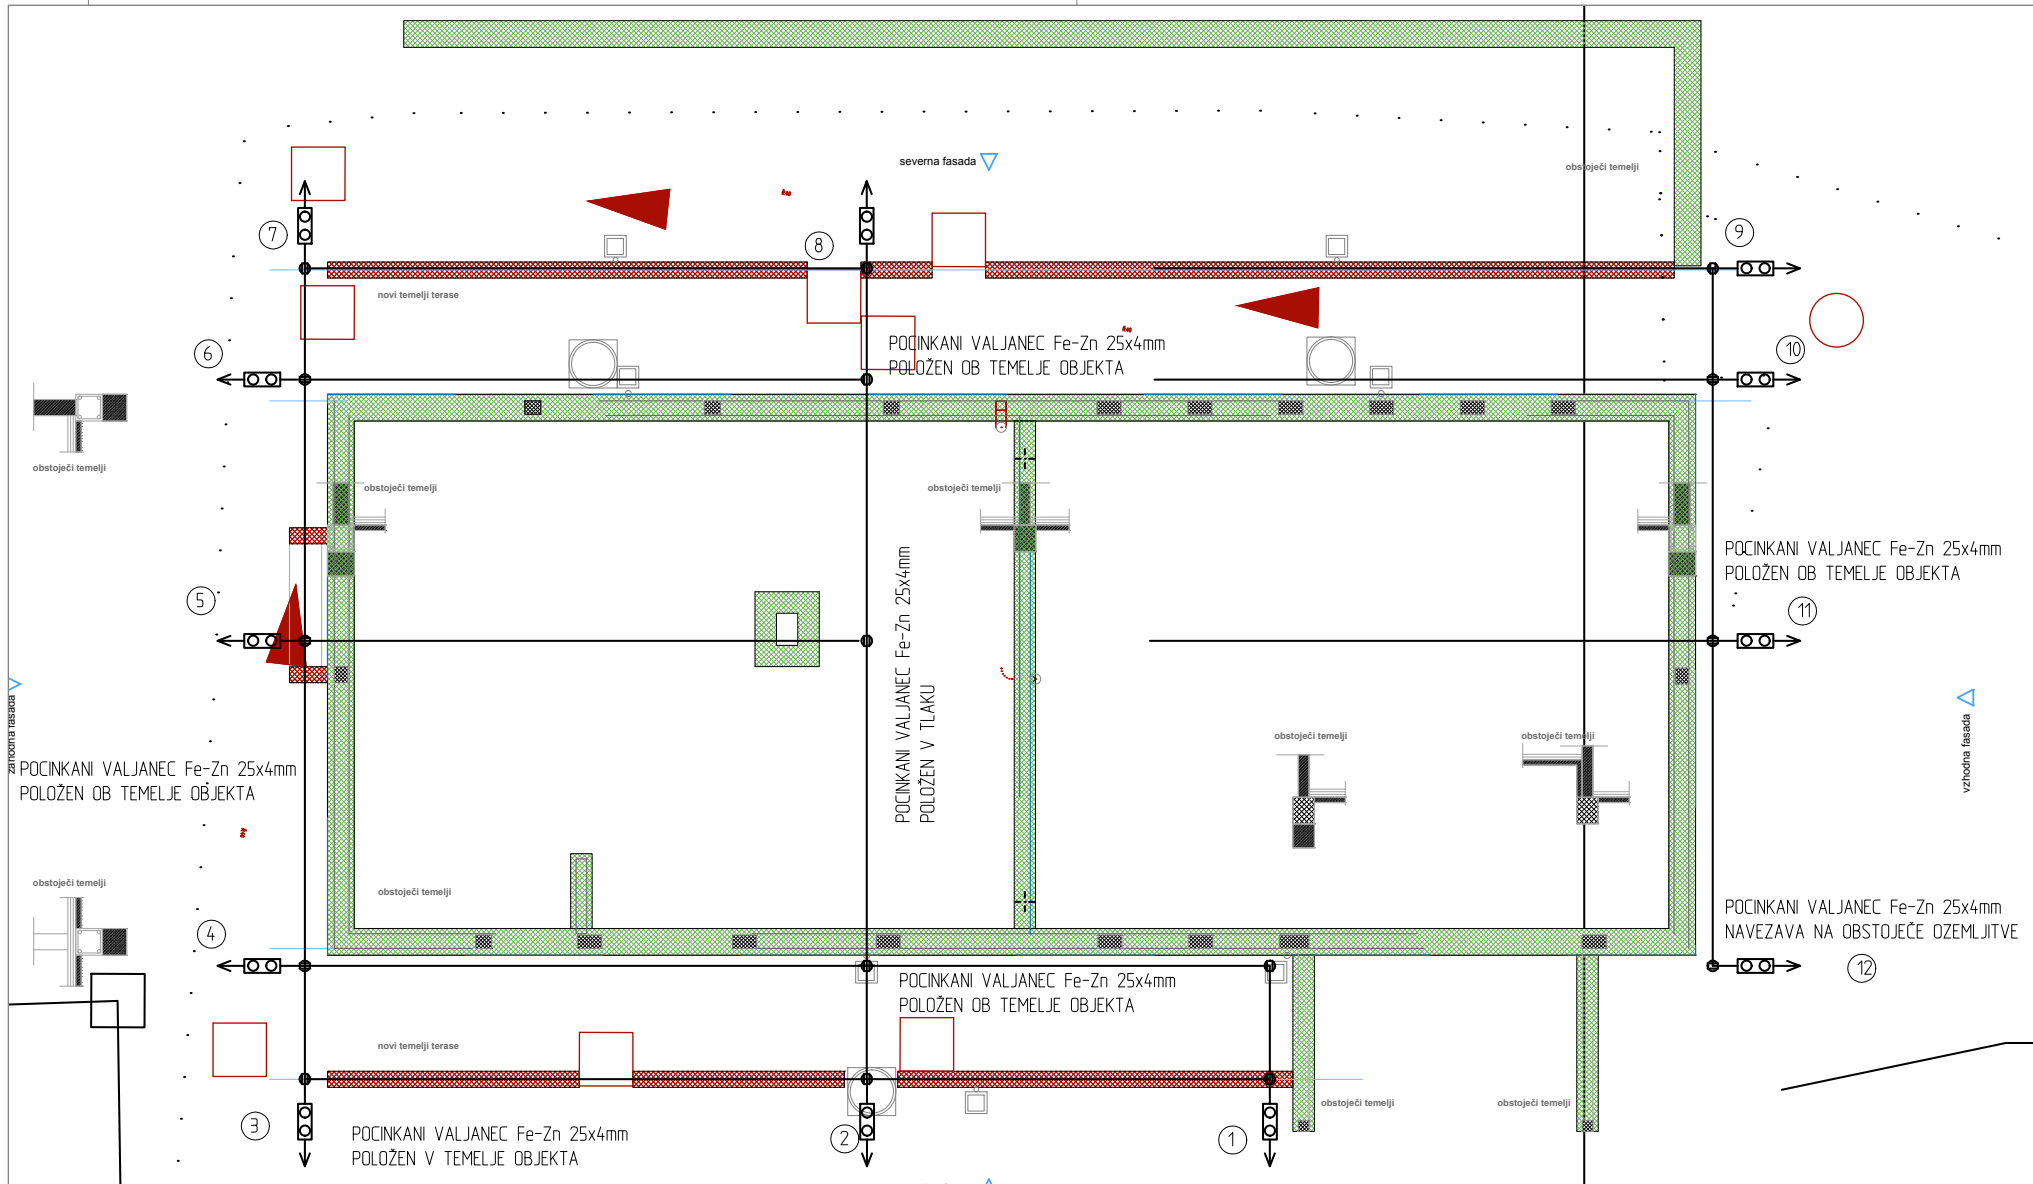 severna fasada
obstoječi temelji
7
8
9
novi temelji terase
POCINKANI VALJANEC Fe-Zn 25x4mm
POLOŽEN OB TEMELJE OBJEKTA
6
10
obstoječi temelji
obstoječi temelji
obstoječi temelji
POCINKANI VALJANEC Fe-Zn 25x4mm
POLOŽEN V TLAKU
POCINKANI VALJANEC Fe-Zn 25x4mm
POLOŽEN OB TEMELJE OBJEKTA
5
11
zahodna fasada
vzhodna fasada
obstoječi temelji
obstoječi temelji
POCINKANI VALJANEC Fe-Zn 25x4mm
POLOŽEN OB TEMELJE OBJEKTA
obstoječi temelji
obstoječi temelji
POCINKANI VALJANEC Fe-Zn 25x4mm
NAVEZAVA NA OBSTOJEČE OZEMLJITVE
4
12
POCINKANI VALJANEC Fe-Zn 25x4mm
POLOŽEN OB TEMELJE OBJEKTA
novi temelji terase
obstoječi temelji
obstoječi temelji
3
2
1
POCINKANI VALJANEC Fe-Zn 25x4mm
POLOŽEN V TEMELJE OBJEKTA